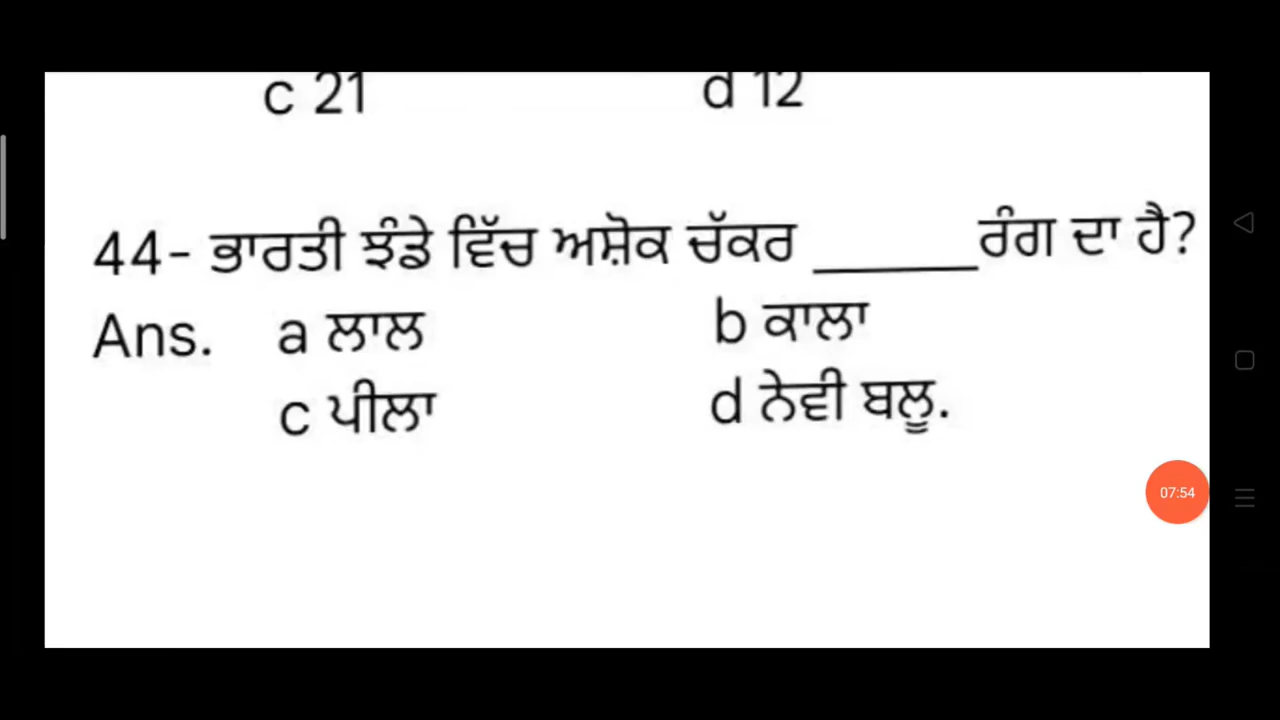 c 21 d 12
44- ਭਾਰਤੀ ਝੰਡੇ ਵਿੱਚ ਅਸ਼ੋਕ ਚੱਕਰ ______ਰੰਗ ਦਾ ਹੈ?
Ans. a ਲਾਲ b ਕਾਲਾ
c ਪੀਲਾ d ਨੇਵੀ ਬਲੂ.
07:54